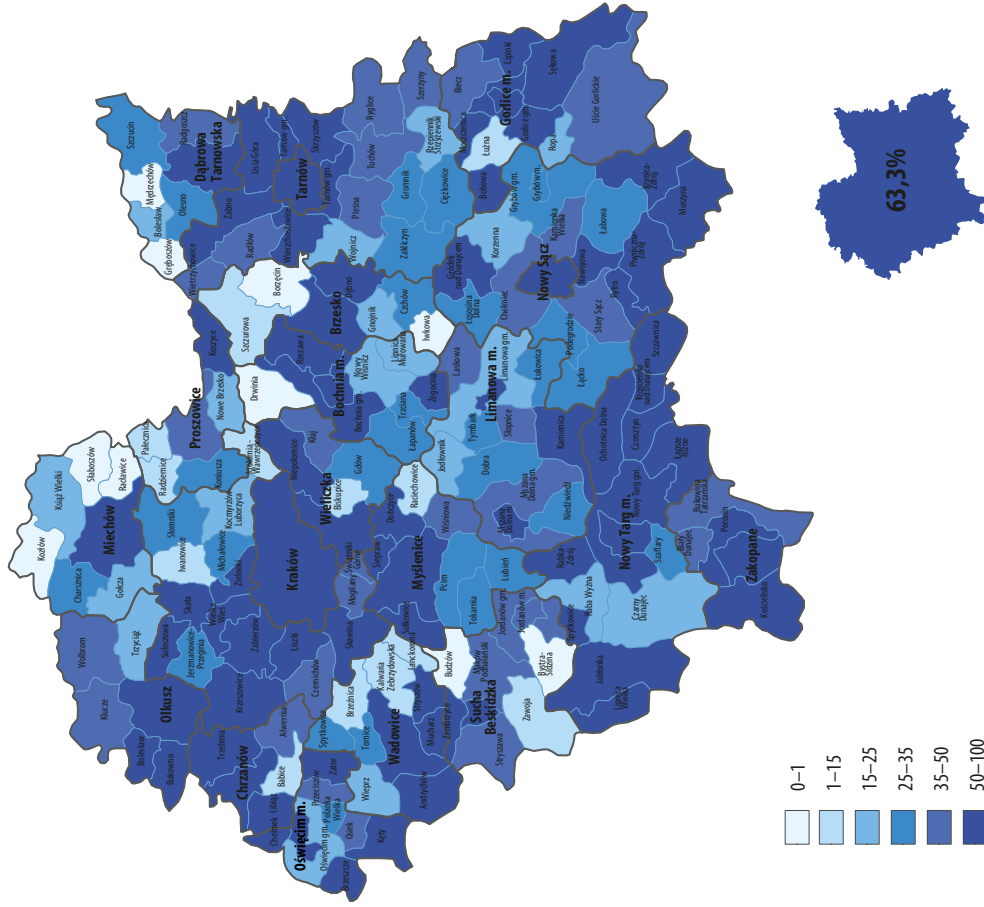 Kozłów
Książ Wielki
Słaboszów
Racławice
Charsznica
Miechów
Gołcza
Pałecznica
Radziemice
Proszowice
Nowe Brzesko
Koszyce
Koniusza
Słomniki
Iwanowice
Kocmyrzów
Luborzyca
Michałowice
Zielonki
Igołomia-
Wawrzeńczyce
Wolbrom
Trzyciąż
Klucze
Olkusz
Bolesław
Bukowno
Sułoszowa
Skała
Jerzmanowice-
Przeginia
Wielka
Wieś
Zabierzów
Krzeszowice
Liszki
Czernichów
Kraków
Skawina
Mogilany
Świątniki
Górne
Trzebinia
Chrzanów
Libiąż
Babice
Alwernia
Chełmek
Oświęcim m.
Oświęcim gm.
Przeciszów
Polanka
Wielka
Zator
Osiek
Brzeszcze
Kęty
Spytkowice
Brzeźnica
Tomice
Wieprz
Wadowice
Andrychów
Mucharz
Stryszów
Kalwaria
Zebrzydowska
Lanckorona
Zembrzyce
Budzów
Sucha
Beskidzka
Maków
Podhalański
Stryszawa
Zawoja
Bystra-
Sidzina
Jordanów gm.
Jordanów m.
Sułkowice
Myślenice
Siepraw
Dobczyce
Raciechowice
Wiśniowa
Pcim
Tokarnia
Lubień
Wieliczka
Biskupice
Niepołomice
Kłaj
Gdów
Drwinia
Bochnia m.
Bochnia gm.
Rzezawa
Nowy
Wiśnicz
Łapanów
Trzciana
Żegocina
Lipnica
Murowana
Szczurowa
Borzęcin
Brzesko
Dębno
Gnojnik
Czchów
Iwkowa
Gręboszów
Mędrzechów
Bolesław
Szczucin
Olesno
Radgoszcz
Dąbrowa
Tarnowska
Wietrzychowice
Żabno
Radłów
Wierzchosławice
Lisia Góra
Tarnów gm.
Skrzyszów
Tarnów
Tarnów gm.
Wojnicz
Pleśna
Tuchów
Ryglice
Szerzyny
Zakliczyn
Gromnik
Ciężkowice
Rzepiennik
Strzyżewski
Biecz
Lipinki
Gorlice m.
Gorlice gm.
Moszczenica
Łużna
Sękowa
Ropa
Uście Gorlickie
Bobowa
Grybów gm.
Grybów m.
Korzenna
Gródek
nad Dunajcem
Łososina
Dolna
Chełmiec
Nowy Sącz
Kamionka
Wielka
Nawojowa
Łabowa
Krynica-
Zdrój
Muszyna
Piwniczna-
Zdrój
Rytro
Stary Sącz
Podegrodzie
Łącko
Laskowa
Limanowa m.
Limanowa gm.
Łukowica
Tymbark
Jodłownik
Słopnice
Dobra
Kamienica
Mszana
Dolna gm.
Mszana
Dolna m.
Niedźwiedź
Rabka-
Zdrój
Raba Wyżna
Spytkowice
Nowy Targ m.
Nowy Targ gm.
Ochotnica Dolna
Czorsztyn
Krościenko
nad Dunajcem
Szczawnica
Łapsze
Niżne
Szaflary
Czarny
Dunajec
Jabłonka
Lipnica
Wielka
Biały
Dunajec
Bukowina
Tatrzańska
Poronin
Zakopane
Kościelisko
63,3%
0–1
1–15
15–25
25–35
35–50
50–100